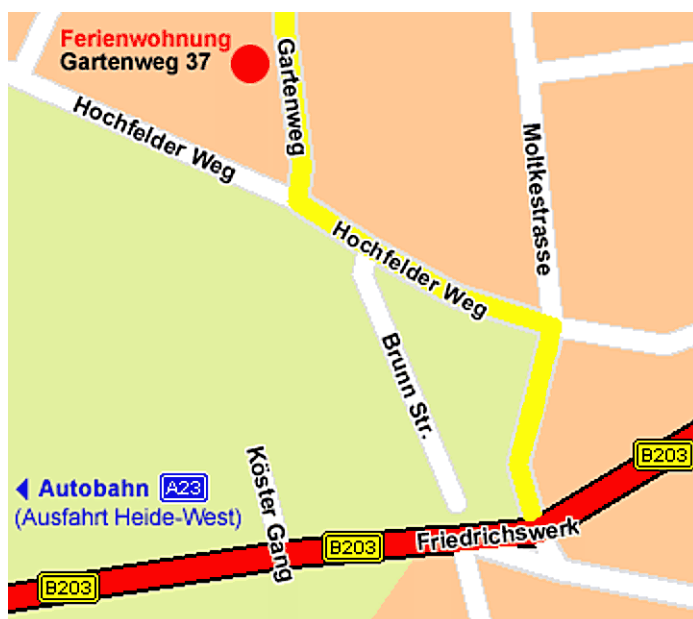 Ferienwohnung
Gartenweg 37
Gartenweg
Hochfelder Weg
Moltkestrasse
Hochfelder Weg
Brunn Str.
B203
Köster Gang
Autobahn A23
(Ausfahrt Heide-West)
Friedrichswerk
B203
B203